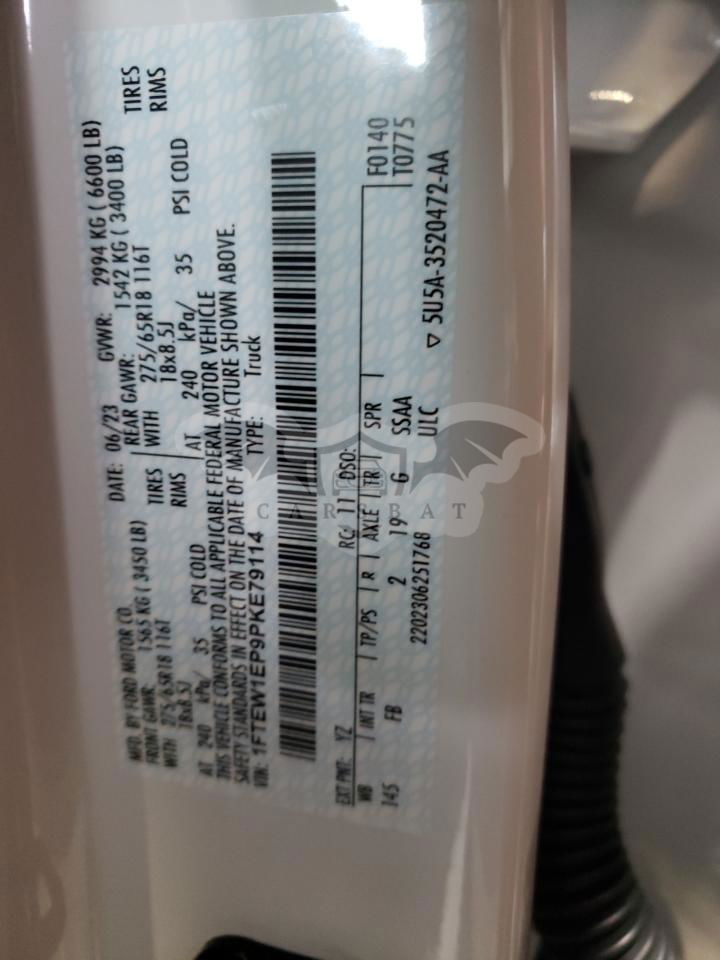 MFD. BY FORD MOTOR CO.
DATE: 06/23 GVWR: 2994 KG ( 6600 LB)
FRONT GAWR: 1565 KG ( 3450 LB)
REAR GAWR: 1542 KG ( 3400 LB)
WITH 275/65R18 116T TIRES
WITH 275/65R18 116T TIRES
18x8.5J RIMS
18x8.5J RIMS
AT 240 kPa/ 35 PSI COLD
AT 240 kPa/ 35 PSI COLD
THIS VEHICLE CONFORMS TO ALL APPLICABLE FEDERAL MOTOR VEHICLE
SAFETY STANDARDS IN EFFECT ON THE DATE OF MANUFACTURE SHOWN ABOVE.
VIN: 1FTEW1EP9PKE79114 TYPE: Truck
EXT PNT: YZ RC: 11 DSO: F0140
WB INT TR TP/PS R AXLE TR SPR T0775
145 FB 2 19 G SSAA
2202306251768 ULC
▽ 5U5A-3520472-AA
CARSBAT